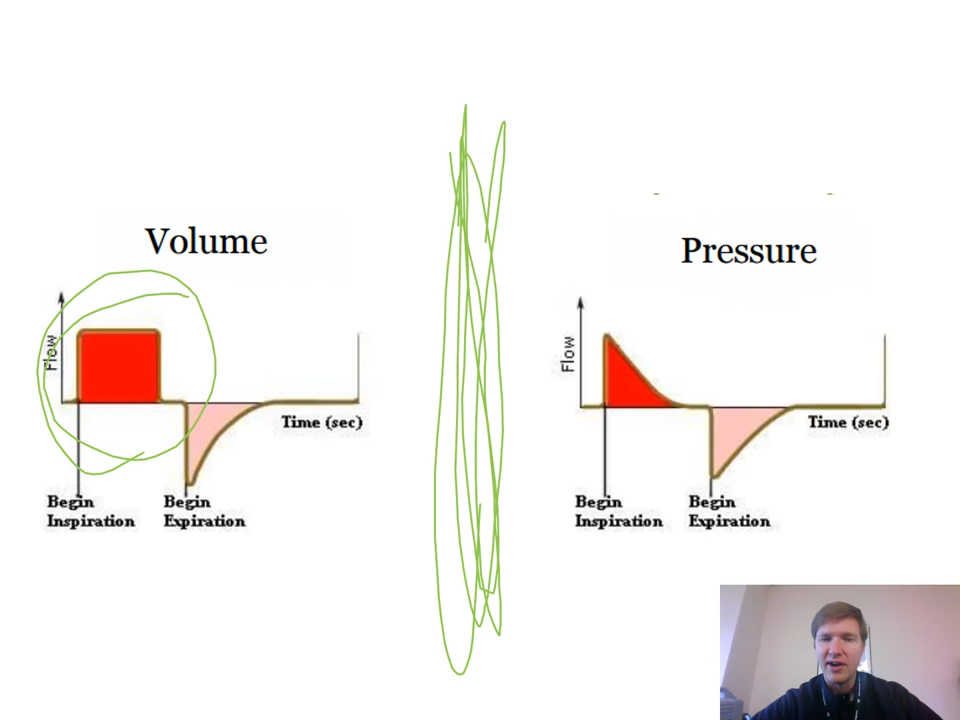 Volume
Flow
Time (sec)
Begin
Inspiration
Begin
Expiration
Pressure
Flow
Time (sec)
Begin
Inspiration
Begin
Expiration